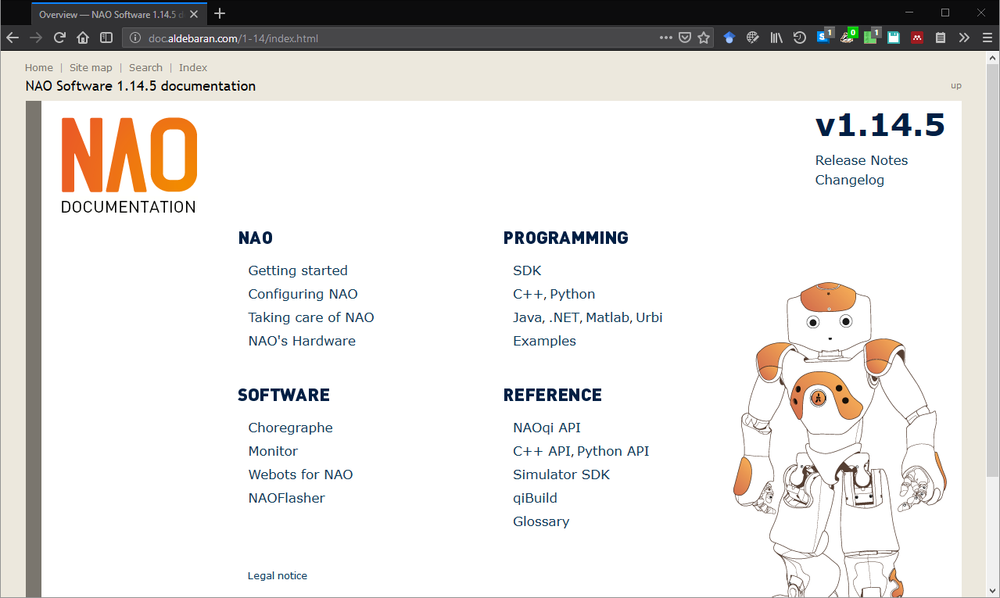 Overview — NAO Software 1.14.5 d
doc.aldebaran.com/1-14/index.html
1
0
1
Home | Site map | Search | Index
NAO Software 1.14.5 documentation
up
NAO
DOCUMENTATION
v1.14.5
Release Notes
Changelog
NAO
Getting started
Configuring NAO
Taking care of NAO
NAO's Hardware
PROGRAMMING
SDK
C++, Python
Java, .NET, Matlab, Urbi
Examples
SOFTWARE
Choregraphe
Monitor
Webots for NAO
NAOFlasher
REFERENCE
NAOqi API
C++ API, Python API
Simulator SDK
qiBuild
Glossary
Legal notice